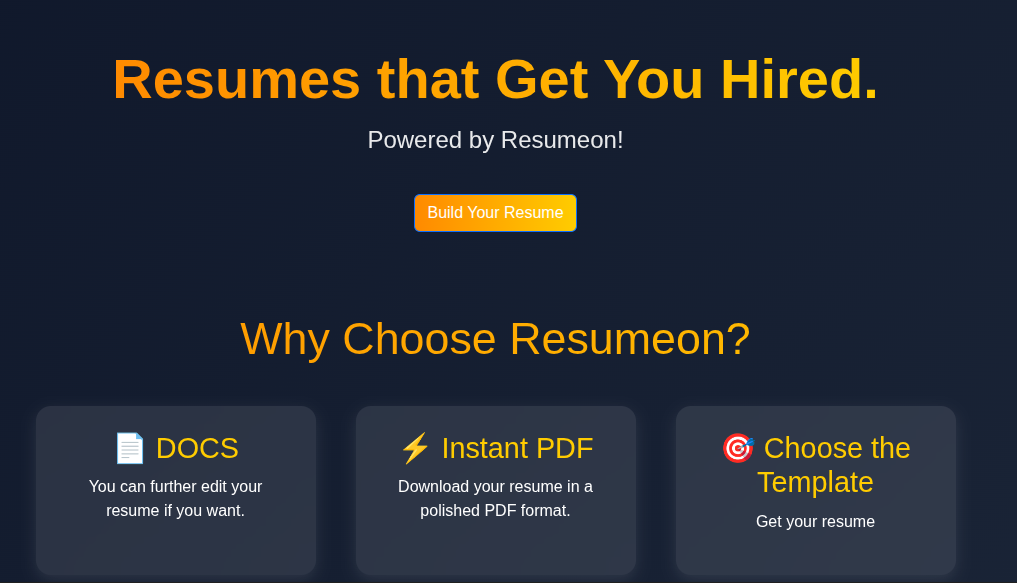 Resumes that Get You Hired.
Powered by Resumeon!
Build Your Resume
Why Choose Resumeon?
📄 DOCS
You can further edit your
resume if you want.
⚡ Instant PDF
Download your resume in a
polished PDF format.
🎯 Choose the
Template
Get your resume